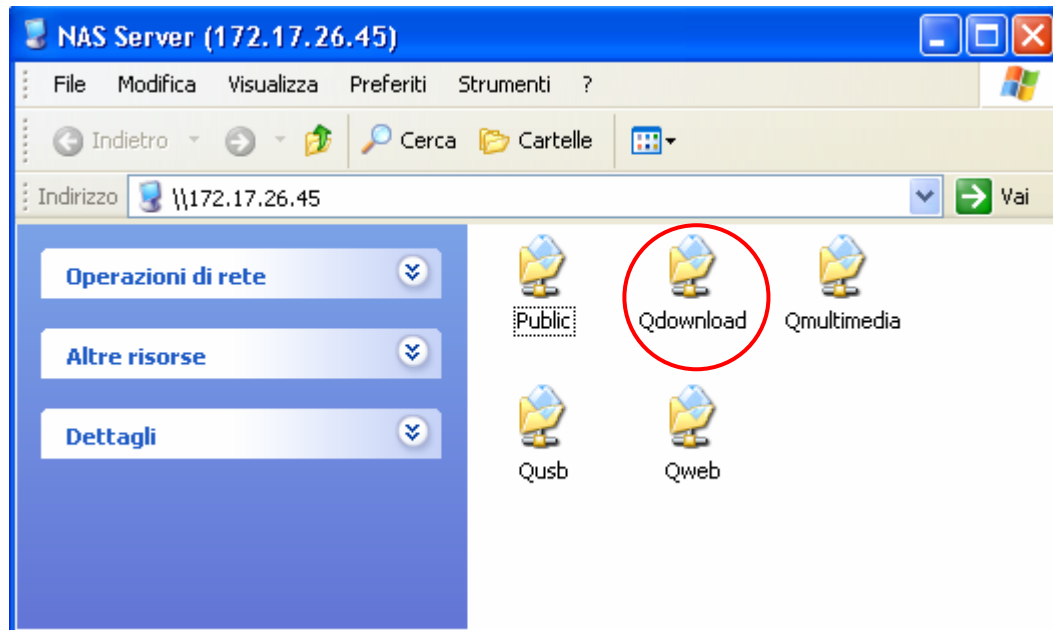 NAS Server (172.17.26.45)
File Modifica Visualizza Preferiti Strumenti ?
Indietro Cerca Cartelle
Indirizzo \\172.17.26.45 Vai
Operazioni di rete
Altre risorse
Dettagli
Public Qdownload Qmultimedia
Qusb Qweb